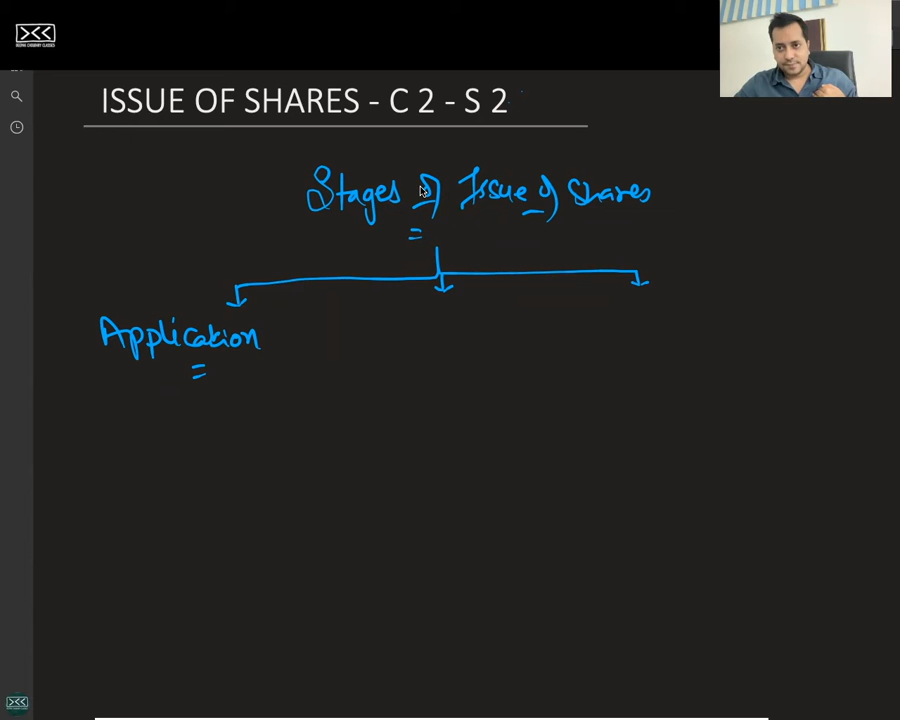 ISSUE OF SHARES - C 2 - S 2
Stages of Issue of Shares
Application